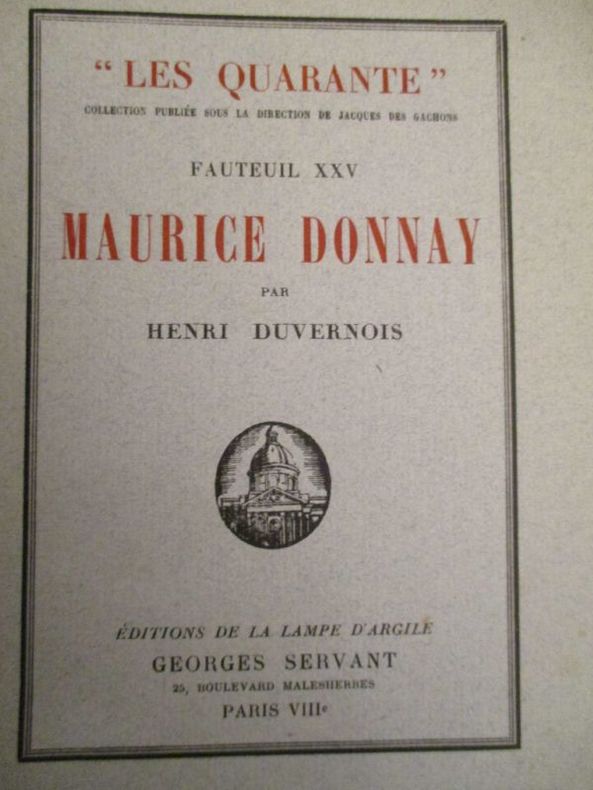 “LES QUARANTE”
COLLECTION PUBLIÉE SOUS LA DIRECTION DE JACQUES DES GACHONS
FAUTEUIL XXV
MAURICE DONNAY
PAR
HENRI DUVERNOIS
ÉDITIONS DE LA LAMPE D'ARGILE
GEORGES SERVANT
25, BOULEVARD MALESHERBES
PARIS VIIIe